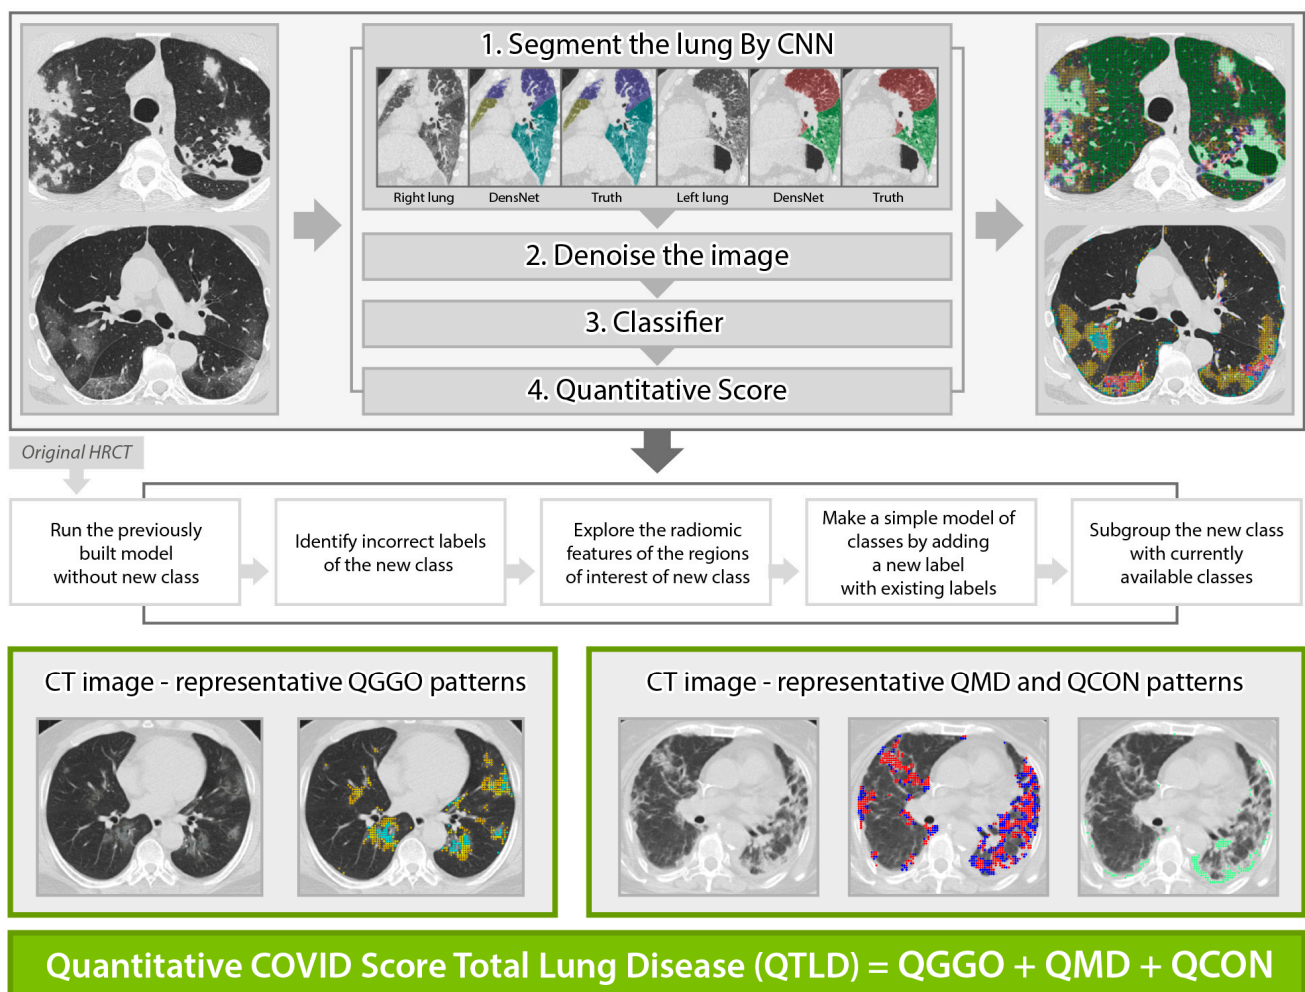 1. Segment the lung By CNN
Right lung
DensNet
Truth
Left lung
DensNet
Truth
2. Denoise the image
3. Classifier
4. Quantitative Score
Original HRCT
Run the previously
built model
without new class
Identify incorrect labels
of the new class
Explore the radiomic
features of the regions
of interest of new class
Make a simple model of
classes by adding
a new label
with existing labels
Subgroup the new class
with currently
available classes
CT image - representative QGGO patterns
CT image - representative QMD and QCON patterns
Quantitative COVID Score Total Lung Disease (QTLD) = QGGO + QMD + QCON